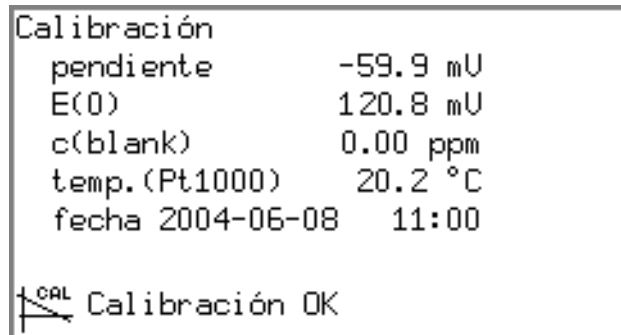 Calibración
pendiente -59.9 mV
E(0) 120.8 mV
c(blank) 0.00 ppm
temp.(Pt1000) 20.2 °C
fecha 2004-06-08 11:00
CAL Calibración OK